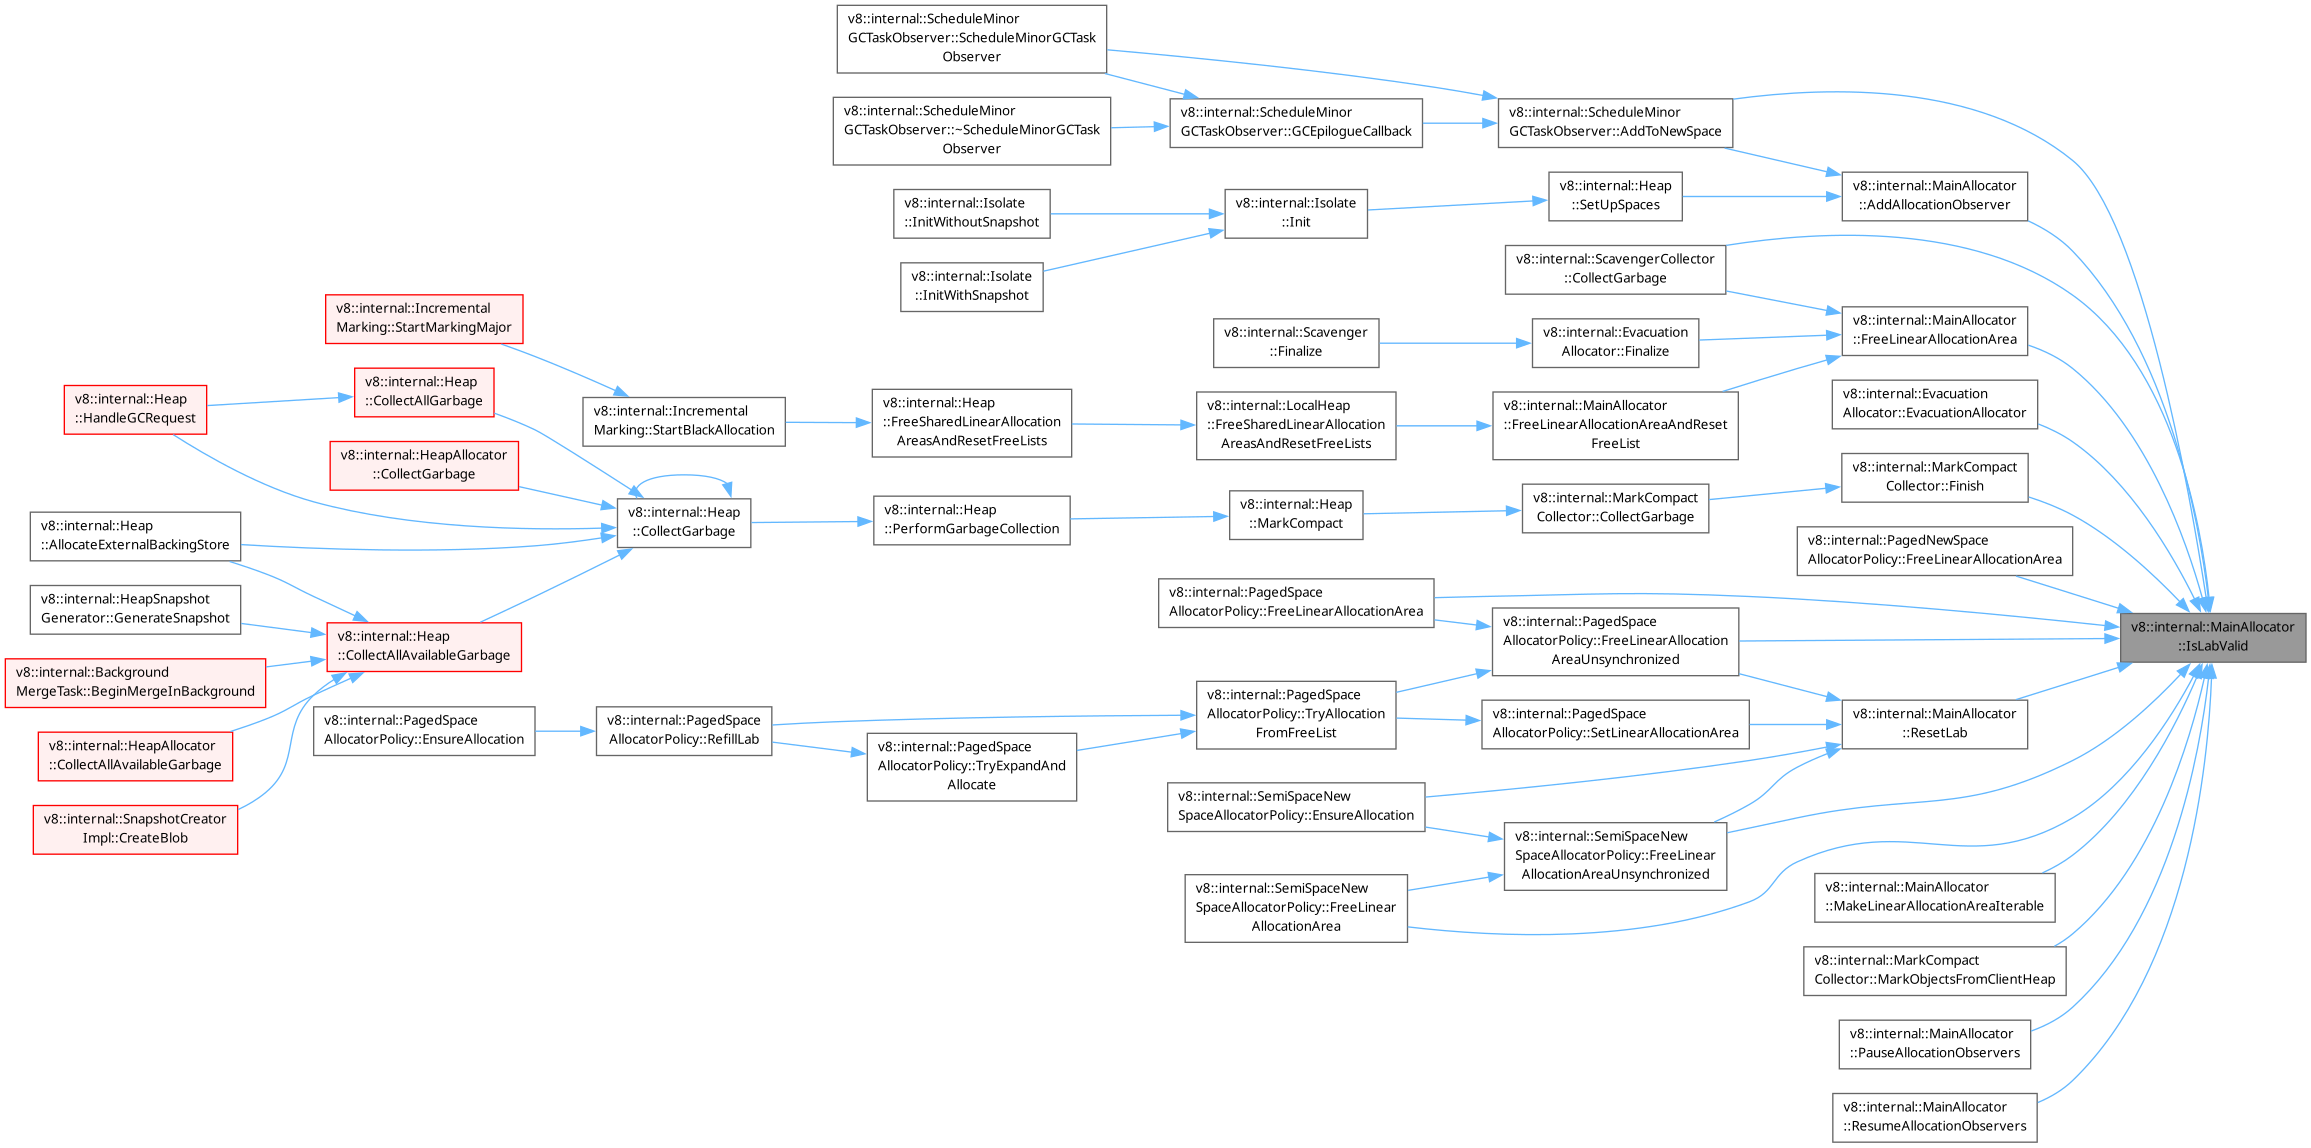 v8::internal::ScheduleMinor
GCTaskObserver::ScheduleMinorGCTask
Observer
v8::internal::ScheduleMinor
GCTaskObserver::~ScheduleMinorGCTask
Observer
v8::internal::ScheduleMinor
GCTaskObserver::GCEpilogueCallback
v8::internal::ScheduleMinor
GCTaskObserver::AddToNewSpace
v8::internal::Isolate
::InitWithoutSnapshot
v8::internal::Isolate
::Init
v8::internal::Heap
::SetUpSpaces
v8::internal::MainAllocator
::AddAllocationObserver
v8::internal::Isolate
::InitWithSnapshot
v8::internal::ScavengerCollector
::CollectGarbage
v8::internal::Incremental
Marking::StartMarkingMajor
v8::internal::Scavenger
::Finalize
v8::internal::Evacuation
Allocator::Finalize
v8::internal::MainAllocator
::FreeLinearAllocationArea
v8::internal::Heap
::HandleGCRequest
v8::internal::Heap
::CollectAllGarbage
v8::internal::Incremental
Marking::StartBlackAllocation
v8::internal::Heap
::FreeSharedLinearAllocation
AreasAndResetFreeLists
v8::internal::LocalHeap
::FreeSharedLinearAllocation
AreasAndResetFreeLists
v8::internal::MainAllocator
::FreeLinearAllocationAreaAndReset
FreeList
v8::internal::Evacuation
Allocator::EvacuationAllocator
v8::internal::HeapAllocator
::CollectGarbage
v8::internal::MarkCompact
Collector::Finish
v8::internal::Heap
::AllocateExternalBackingStore
v8::internal::Heap
::CollectGarbage
v8::internal::Heap
::PerformGarbageCollection
v8::internal::Heap
::MarkCompact
v8::internal::MarkCompact
Collector::CollectGarbage
v8::internal::PagedNewSpace
AllocatorPolicy::FreeLinearAllocationArea
v8::internal::HeapSnapshot
Generator::GenerateSnapshot
v8::internal::PagedSpace
AllocatorPolicy::FreeLinearAllocationArea
v8::internal::PagedSpace
AllocatorPolicy::FreeLinearAllocation
AreaUnsynchronized
v8::internal::MainAllocator
::IsLabValid
v8::internal::Heap
::CollectAllAvailableGarbage
v8::internal::Background
MergeTask::BeginMergeInBackground
v8::internal::HeapAllocator
::CollectAllAvailableGarbage
v8::internal::PagedSpace
AllocatorPolicy::EnsureAllocation
v8::internal::PagedSpace
AllocatorPolicy::RefillLab
v8::internal::PagedSpace
AllocatorPolicy::TryExpandAnd
Allocate
v8::internal::PagedSpace
AllocatorPolicy::TryAllocation
FromFreeList
v8::internal::PagedSpace
AllocatorPolicy::SetLinearAllocationArea
v8::internal::MainAllocator
::ResetLab
v8::internal::SnapshotCreator
Impl::CreateBlob
v8::internal::SemiSpaceNew
SpaceAllocatorPolicy::EnsureAllocation
v8::internal::SemiSpaceNew
SpaceAllocatorPolicy::FreeLinear
AllocationAreaUnsynchronized
v8::internal::SemiSpaceNew
SpaceAllocatorPolicy::FreeLinear
AllocationArea
v8::internal::MainAllocator
::MakeLinearAllocationAreaIterable
v8::internal::MarkCompact
Collector::MarkObjectsFromClientHeap
v8::internal::MainAllocator
::PauseAllocationObservers
v8::internal::MainAllocator
::ResumeAllocationObservers